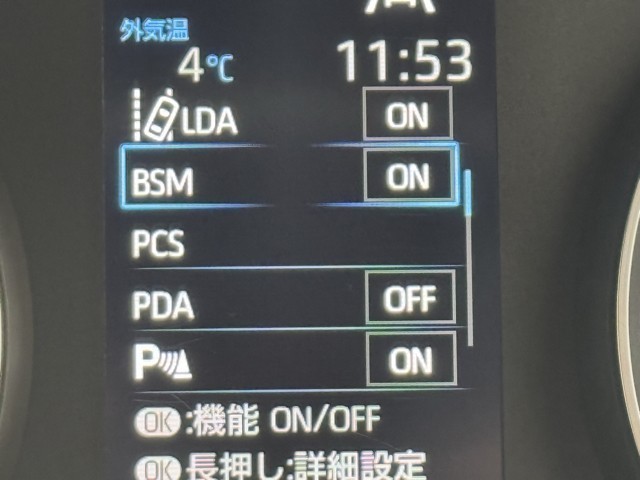 外気温
4℃ 11:53
LDA ON
BSM ON
PCS
PDA OFF
P ON
OK:機能 ON/OFF
OK長押し:詳細設定